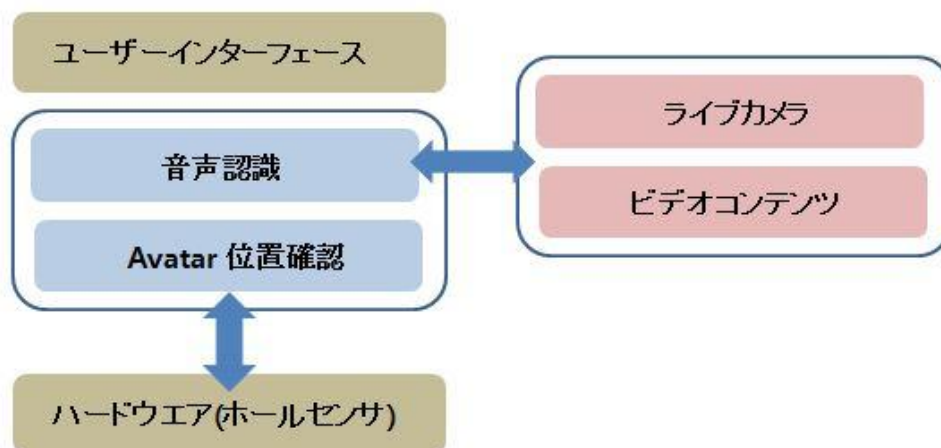 ユーザーインターフェース
音声認識
Avatar 位置確認
ハードウエア(ホールセンサ)
ライブカメラ
ビデオコンテンツ